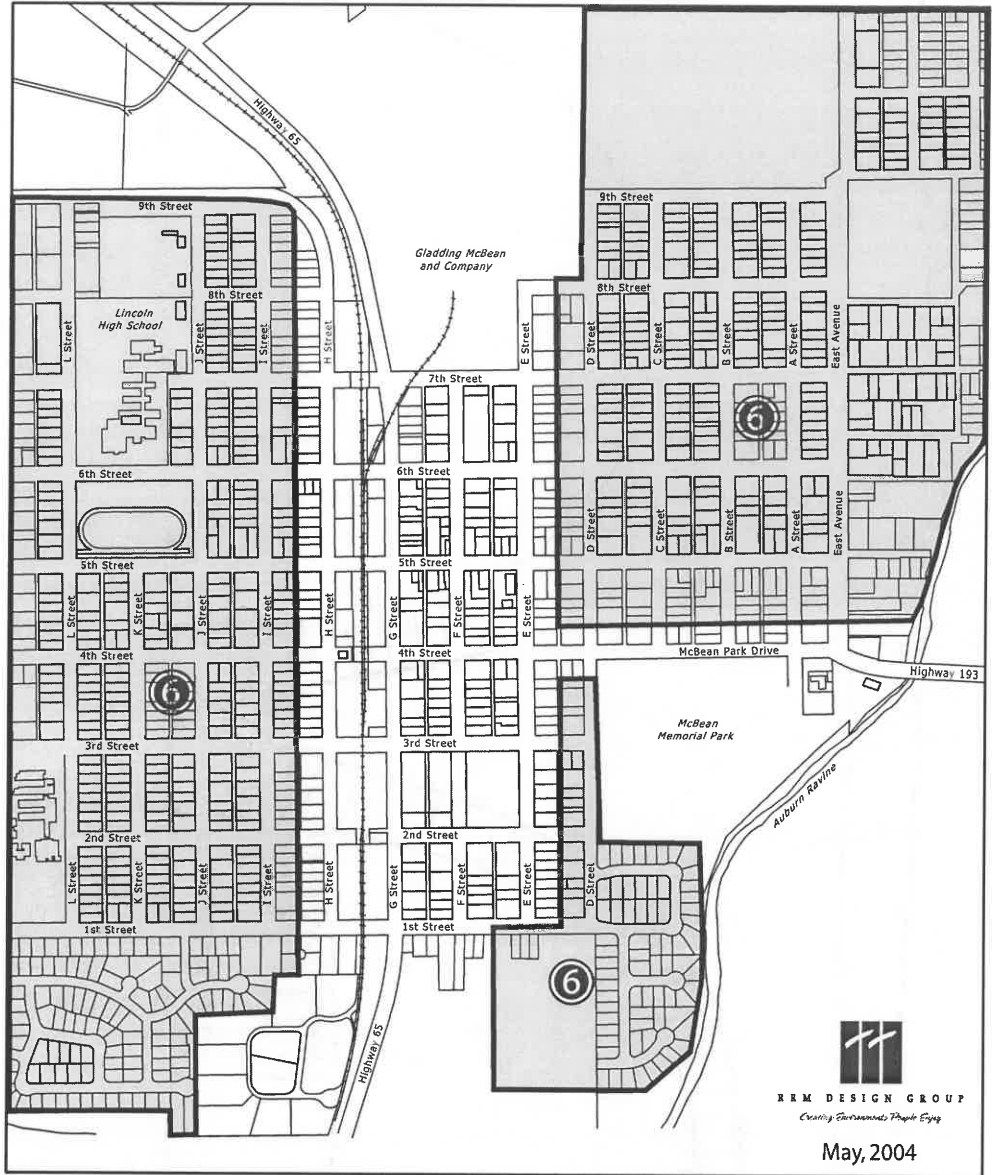 Highway 65
9th Street
9th Street
Gladding McBean
and Company
8th Street
8th Street
Lincoln
High School
L Street
J Street
I Street
H Street
E Street
D Street
C Street
B Street
A Street
East Avenue
7th Street
6
6th Street
6th Street
D Street
C Street
B Street
A Street
East Avenue
5th Street
5th Street
L Street
K Street
J Street
I Street
H Street
G Street
F Street
E Street
4th Street
4th Street
McBean Park Drive
Highway 193
6
McBean
Memorial Park
3rd Street
3rd Street
Auburn Ravine
2nd Street
2nd Street
L Street
K Street
J Street
I Street
H Street
G Street
F Street
E Street
D Street
1st Street
1st Street
6
Highway 65
RRM DESIGN GROUP
Creating Environments People Enjoy
May, 2004